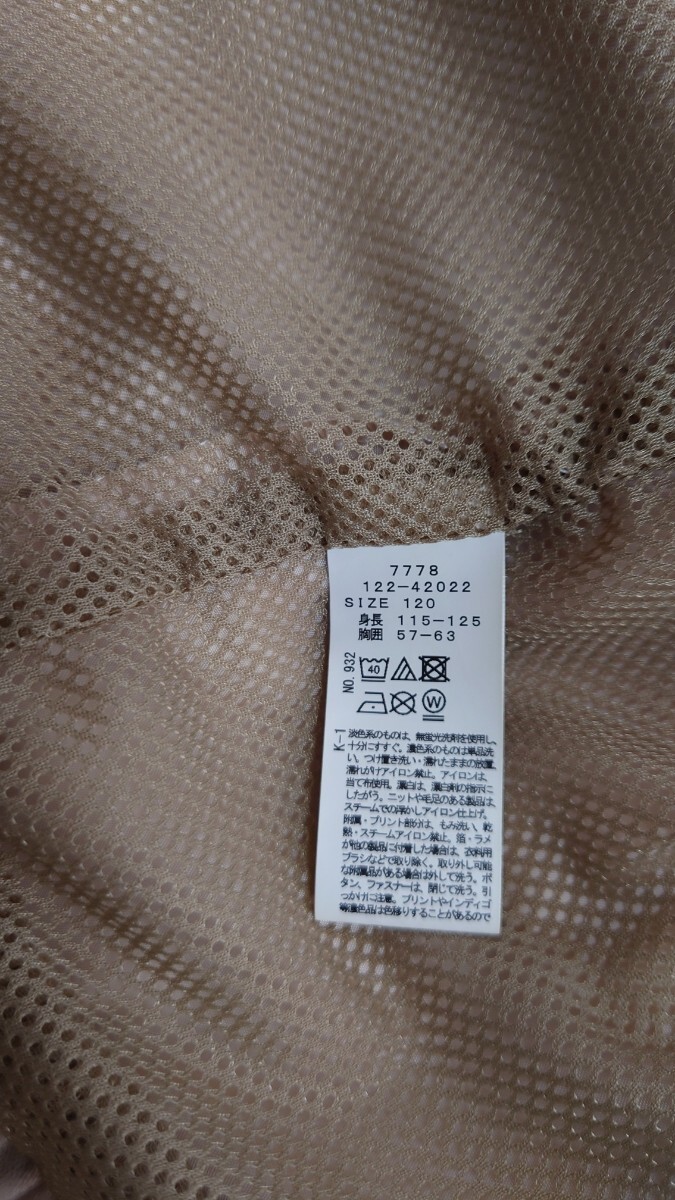 7778
122-42022
SIZE 120
身長 115-125
胸囲 57-63
NO.932
40
W
K-1
淡色系のものは、無蛍光洗剤を使用し、
十分にすすぐ。濃色系のものは単品洗
い。つけ置き洗い・濡れたままの放置、
濡れがけアイロン禁止。アイロンは、
当て布使用。漂白は、漂白剤の指示に
したがう。ニットや毛足のある製品は、
スチームでの浮かしアイロン仕上げ。
附属・プリント部分は、もみ洗い、乾
熱・スチームアイロン禁止。箔・ラメ
が他の製品に付着した場合は、衣料用
ブラシなどで取り除く。取り外し可能
な附属品がある場合は外して洗う。ボ
タン、ファスナーは、閉じて洗う。引
っかけに注意。プリントやインディゴ
等濃色品は色移りすることがあるので